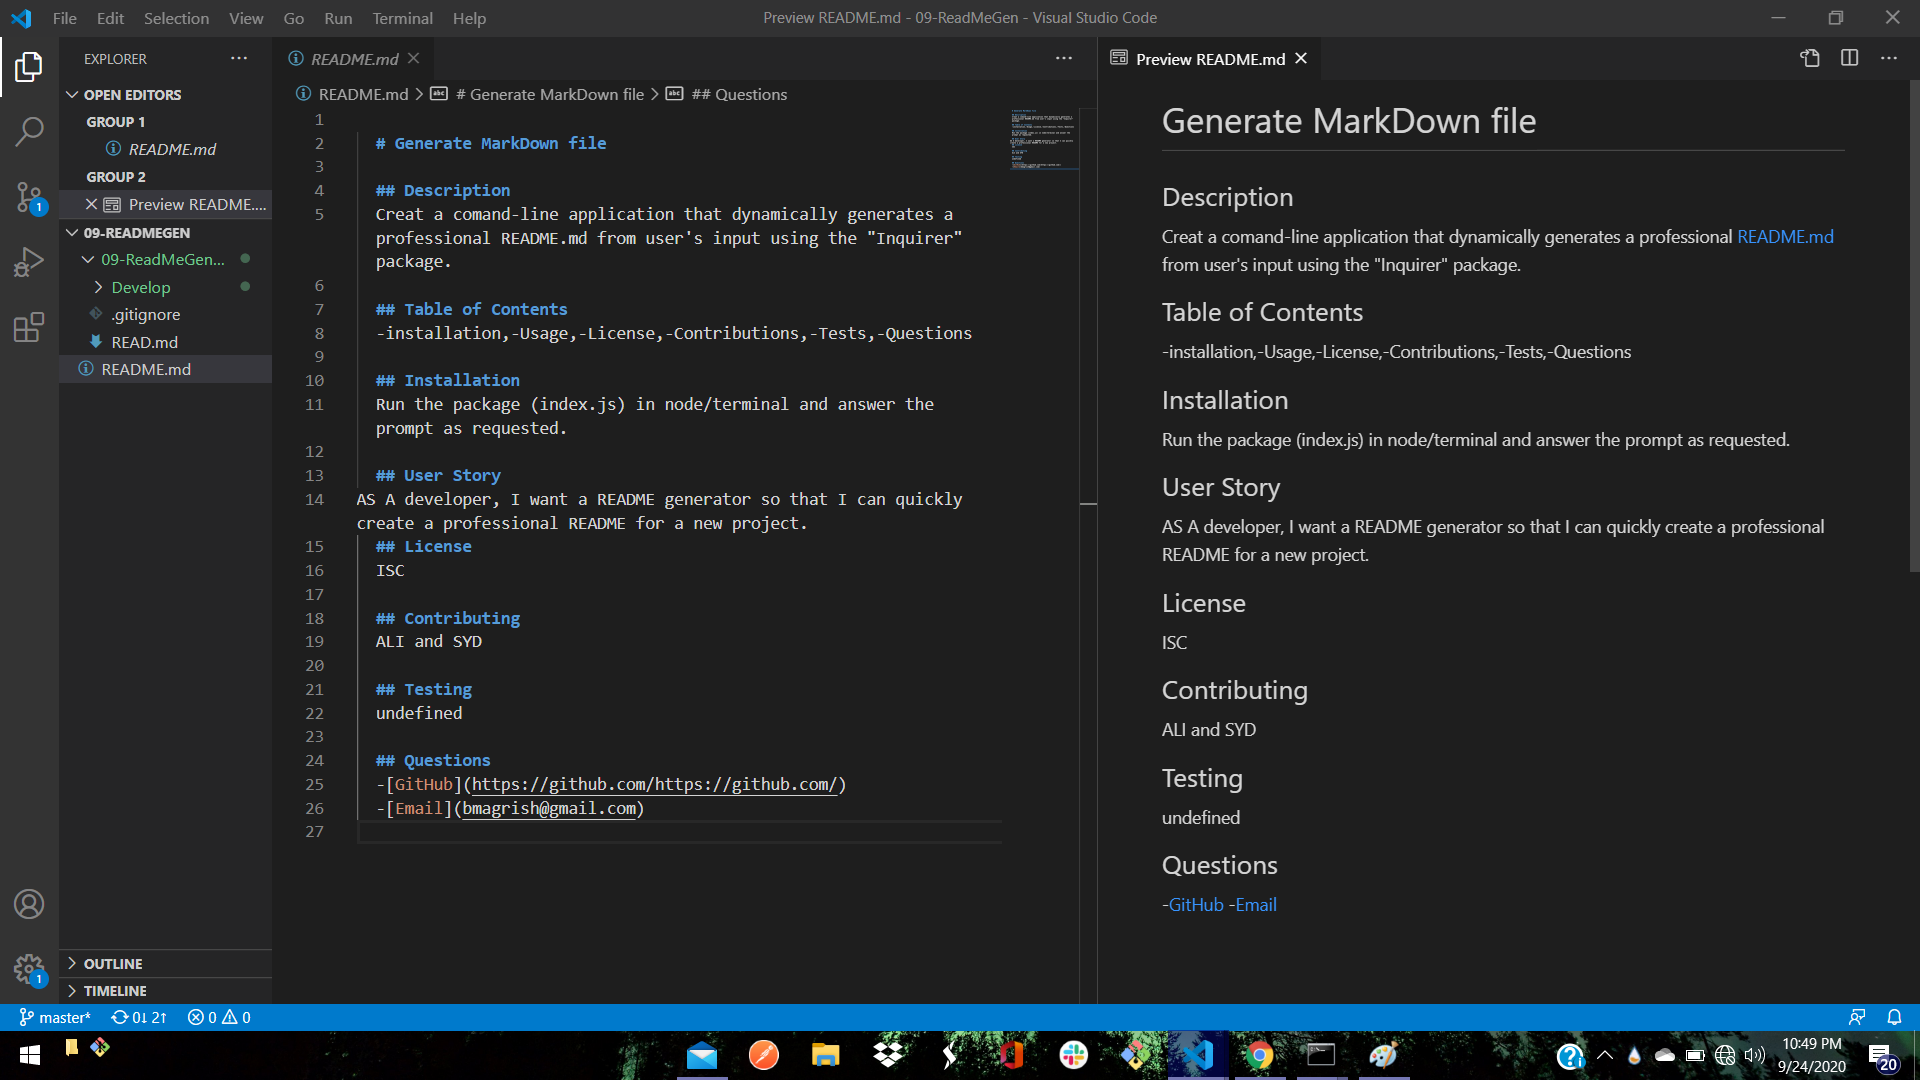 File Edit Selection View Go Run Terminal Help
Preview README.md - 09-ReadMeGen - Visual Studio Code
EXPLORER
OPEN EDITORS
GROUP 1
README.md
GROUP 2
Preview README....
09-READMEGEN
09-ReadMeGen...
Develop
.gitignore
READ.md
README.md
OUTLINE
TIMELINE
1
1
README.md
README.md > # Generate MarkDown file > ## Questions
1
2 # Generate MarkDown file
3
4 ## Description
5 Creat a comand-line application that dynamically generates a
professional README.md from user's input using the "Inquirer"
package.
6
7 ## Table of Contents
8 -installation,-Usage,-License,-Contributions,-Tests,-Questions
9
10 ## Installation
11 Run the package (index.js) in node/terminal and answer the
prompt as requested.
12
13 ## User Story
14 AS A developer, I want a README generator so that I can quickly
create a professional README for a new project.
15 ## License
16 ISC
17
18 ## Contributing
19 ALI and SYD
20
21 ## Testing
22 undefined
23
24 ## Questions
25 -[GitHub](https://github.com/https://github.com/)
26 -[Email](bmagrish@gmail.com)
27
Preview README.md
Generate MarkDown file
Description
Creat a comand-line application that dynamically generates a professional README.md
from user's input using the "Inquirer" package.
Table of Contents
-installation,-Usage,-License,-Contributions,-Tests,-Questions
Installation
Run the package (index.js) in node/terminal and answer the prompt as requested.
User Story
AS A developer, I want a README generator so that I can quickly create a professional
README for a new project.
License
ISC
Contributing
ALI and SYD
Testing
undefined
Questions
-GitHub -Email
master* 0↓ 2↑ 0 0
10:49 PM
9/24/2020
20